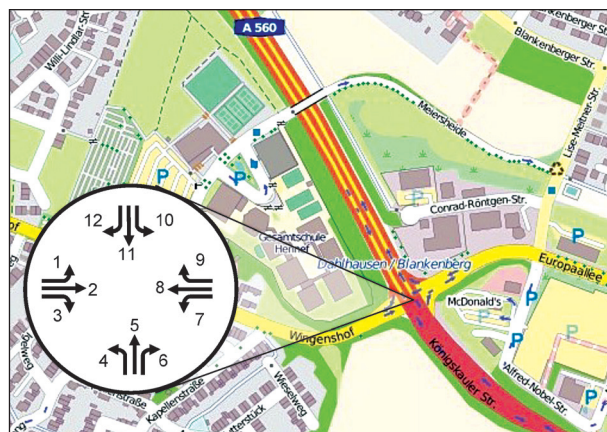 A 560
Willi-Lindlar-Str.
Blankenberger Str.
Blankenberger Str.
Meiersheide
Lise-Meitner-Str.
P
P
P
Conrad-Röntgen-Str.
P
Gesamtschule
Hennef
Dahlhausen / Blankenberg
Europaallee
P
McDonald's
P
P
P
Wingenshof
Königskauler Str.
Alfred-Nobel-Str.
P
Kapellenstraße
Wieselweg
12
10
11
1
9
2
8
3
7
5
4
6